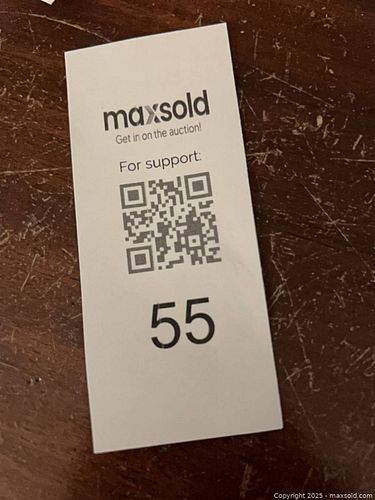 maxsold
Get in on the auction!
For support:
55
Copyright 2025 - maxsold.com